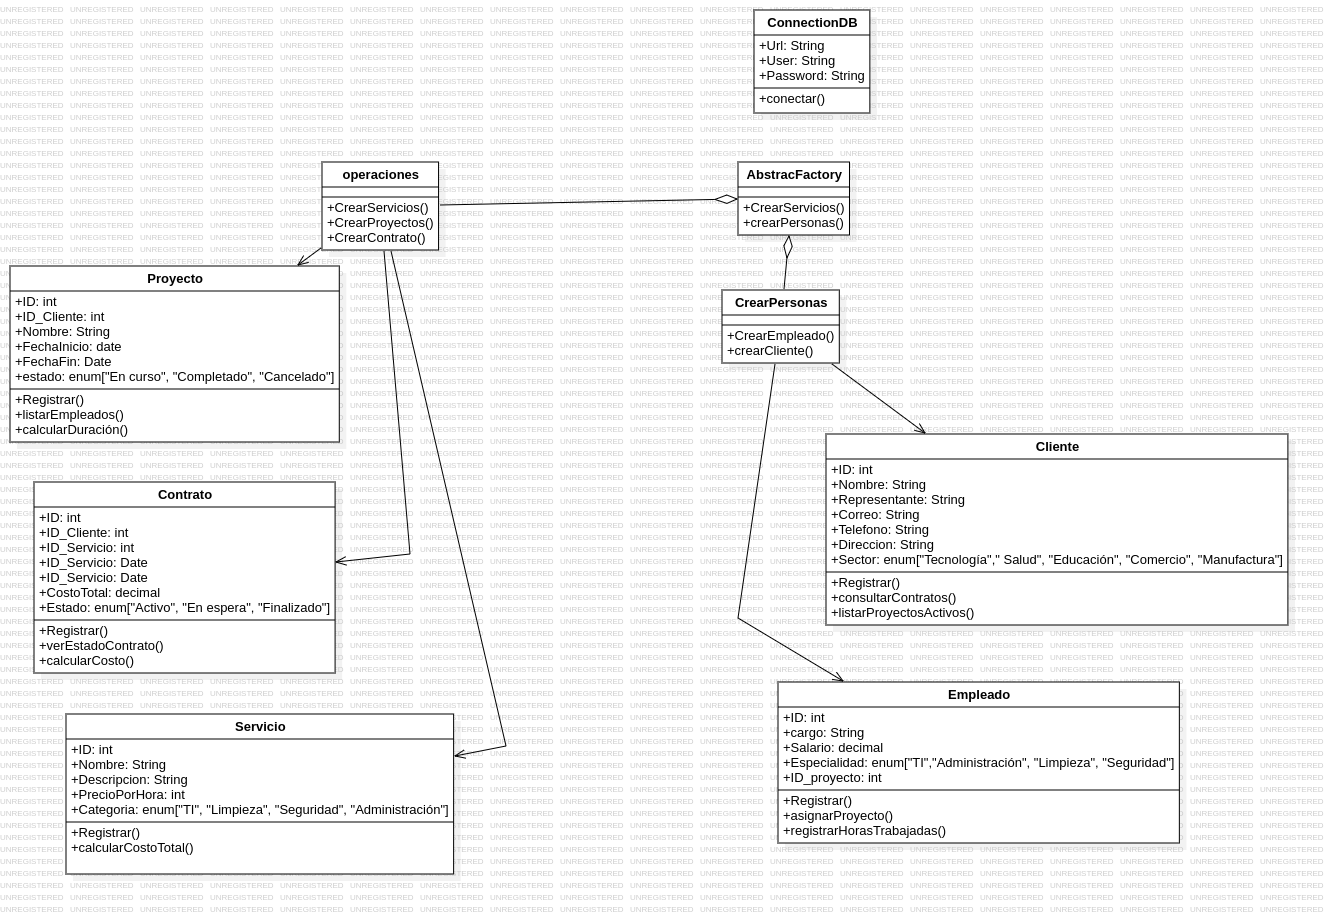 ConnectionDB
+Url: String
+User: String
+Password: String
+conectar()
operaciones
+CrearServicios()
+CrearProyectos()
+CrearContrato()
AbstracFactory
+CrearServicios()
+crearPersonas()
Proyecto
+ID: int
+ID_Cliente: int
+Nombre: String
+FechaInicio: date
+FechaFin: Date
+estado: enum["En curso", "Completado", "Cancelado"]
+Registrar()
+listarEmpleados()
+calcularDuración()
CrearPersonas
+CrearEmpleado()
+crearCliente()
Cliente
+ID: int
+Nombre: String
+Representante: String
+Correo: String
+Telefono: String
+Direccion: String
+Sector: enum["Tecnología"," Salud", "Educación", "Comercio", "Manufactura"]
+Registrar()
+consultarContratos()
+listarProyectosActivos()
Contrato
+ID: int
+ID_Cliente: int
+ID_Servicio: int
+ID_Servicio: Date
+ID_Servicio: Date
+CostoTotal: decimal
+Estado: enum["Activo", "En espera", "Finalizado"]
+Registrar()
+verEstadoContrato()
+calcularCosto()
Servicio
+ID: int
+Nombre: String
+Descripcion: String
+PrecioPorHora: int
+Categoria: enum["TI", "Limpieza", "Seguridad", "Administración"]
+Registrar()
+calcularCostoTotal()
Empleado
+ID: int
+cargo: String
+Salario: decimal
+Especialidad: enum["TI","Administración", "Limpieza", "Seguridad"]
+ID_proyecto: int
+Registrar()
+asignarProyecto()
+registrarHorasTrabajadas()
UNREGISTERED